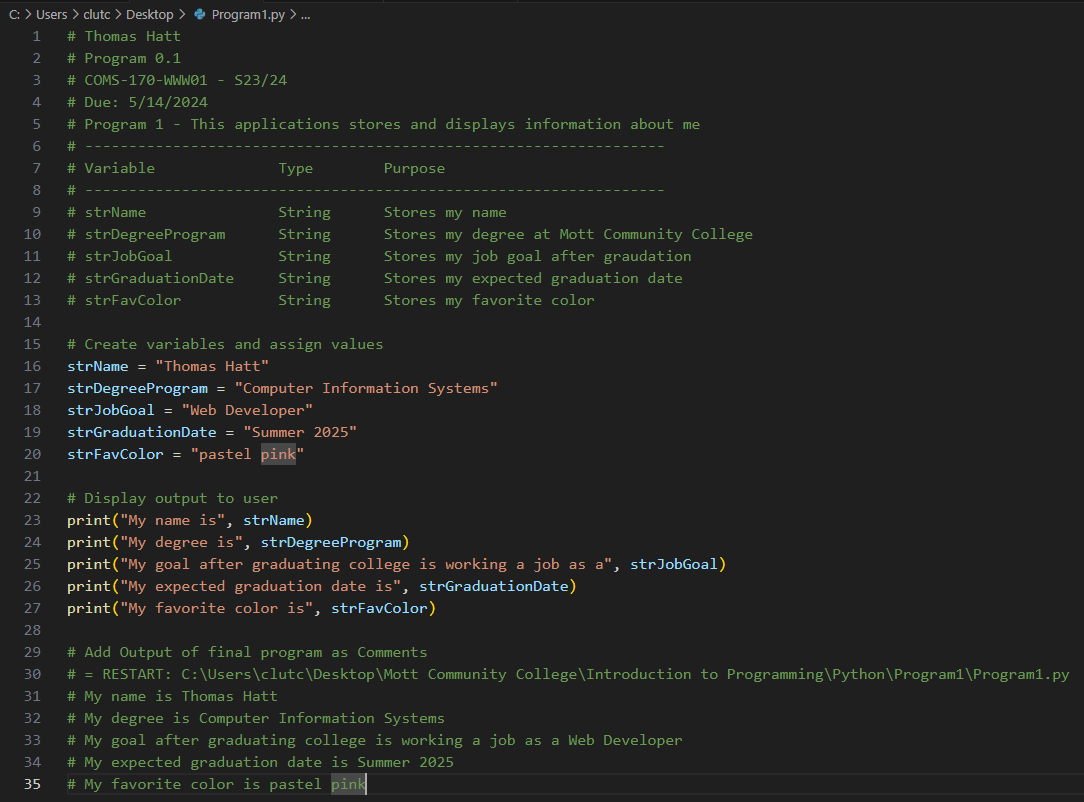 C: > Users > clutc > Desktop > Program1.py > ...
1 # Thomas Hatt
2 # Program 0.1
3 # COMS-170-WWW01 - S23/24
4 # Due: 5/14/2024
5 # Program 1 - This applications stores and displays information about me
6 # ------------------------------------------------------------------
7 # Variable              Type        Purpose
8 # ------------------------------------------------------------------
9 # strName               String      Stores my name
10 # strDegreeProgram      String      Stores my degree at Mott Community College
11 # strJobGoal            String      Stores my job goal after graudation
12 # strGraduationDate     String      Stores my expected graduation date
13 # strFavColor           String      Stores my favorite color
14
15 # Create variables and assign values
16 strName = "Thomas Hatt"
17 strDegreeProgram = "Computer Information Systems"
18 strJobGoal = "Web Developer"
19 strGraduationDate = "Summer 2025"
20 strFavColor = "pastel pink"
21
22 # Display output to user
23 print("My name is", strName)
24 print("My degree is", strDegreeProgram)
25 print("My goal after graduating college is working a job as a", strJobGoal)
26 print("My expected graduation date is", strGraduationDate)
27 print("My favorite color is", strFavColor)
28
29 # Add Output of final program as Comments
30 # = RESTART: C:\Users\clutc\Desktop\Mott Community College\Introduction to Programming\Python\Program1\Program1.py
31 # My name is Thomas Hatt
32 # My degree is Computer Information Systems
33 # My goal after graduating college is working a job as a Web Developer
34 # My expected graduation date is Summer 2025
35 # My favorite color is pastel pink